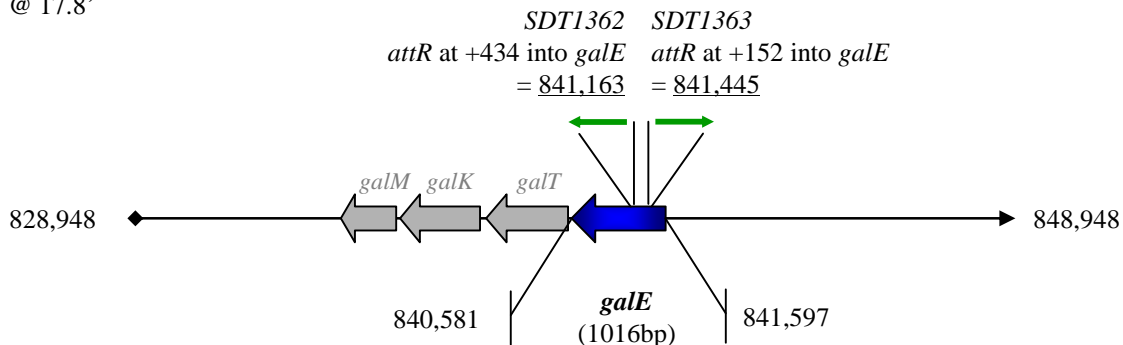 @ 17.8’
SDT1362 SDT1363
attR at +434 into galE attR at +152 into galE
= 841,163 = 841,445
galM galK galT
828,948 848,948
840,581 galE 841,597
(1016bp)